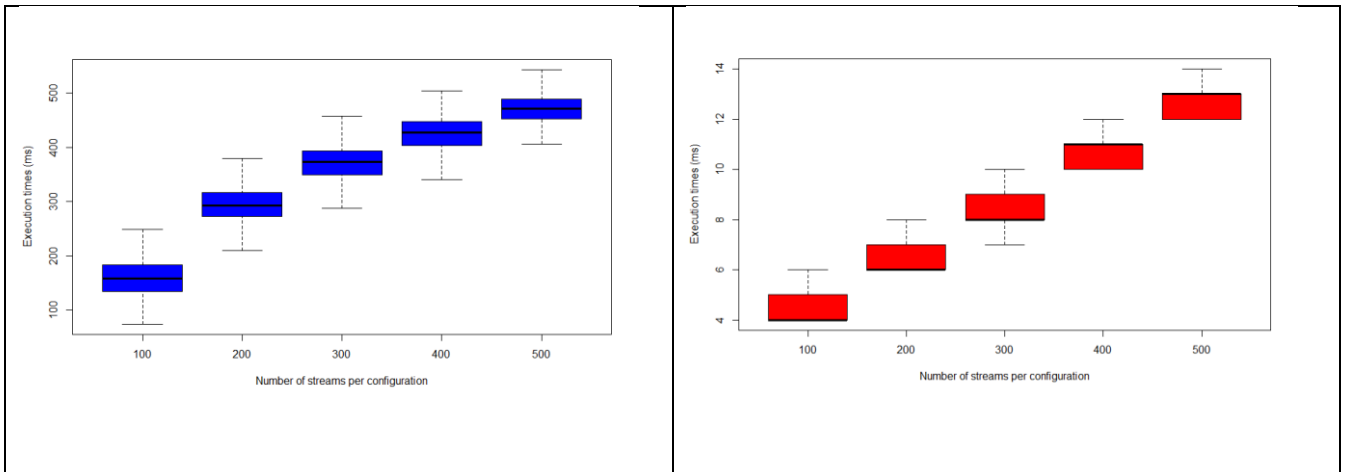 500
400
300
200
100
Execution times (ms)
100 200 300 400 500
Number of streams per configuration
14
12
10
8
6
4
Execution times (ms)
100 200 300 400 500
Number of streams per configuration